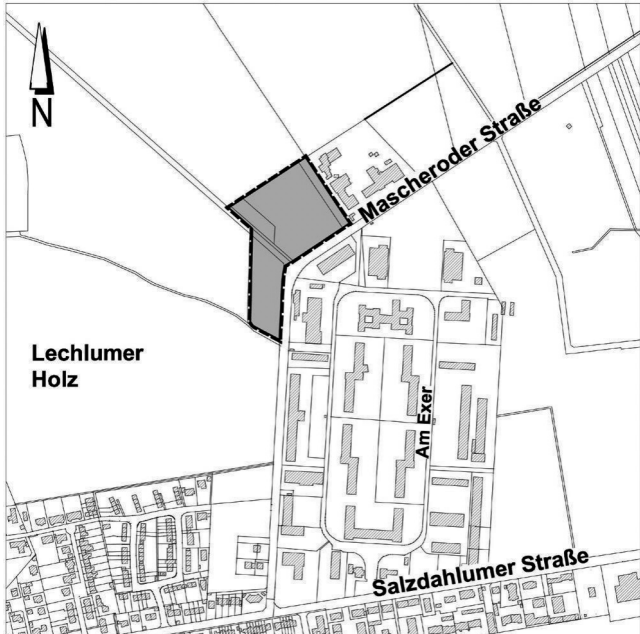 N
Mascheroder Straße
Lechlumer
Holz
Am Exer
Salzdahlumer Straße